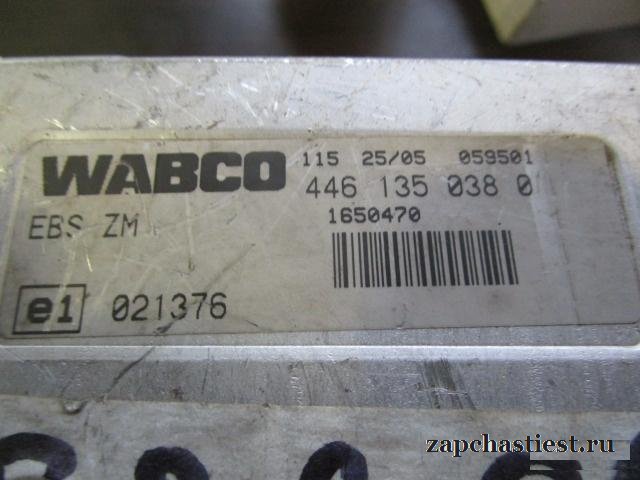 WABCO
115 25/05 059501
446 135 038 0
1650470
EBS ZM
e1 021376
zapchastiest.ru